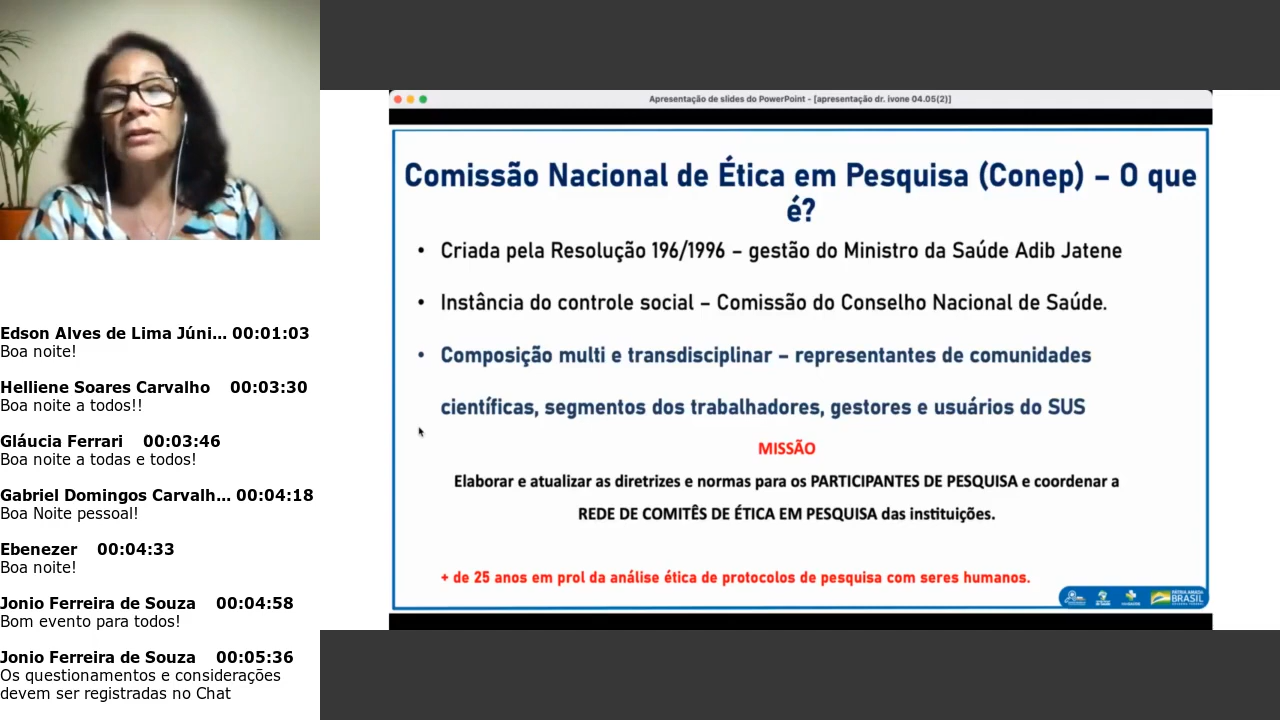 Edson Alves de Lima Júni... 00:01:03
Boa noite!
Helliene Soares Carvalho 00:03:30
Boa noite a todos!!
Gláucia Ferrari 00:03:46
Boa noite a todas e todos!
Gabriel Domingos Carvalh... 00:04:18
Boa Noite pessoal!
Ebenezer 00:04:33
Boa noite!
Jonio Ferreira de Souza 00:04:58
Bom evento para todos!
Jonio Ferreira de Souza 00:05:36
Os questionamentos e considerações
devem ser registradas no Chat
Apresentação de slides do PowerPoint - [apresentação dr. ivone 04.05(2)]
Comissão Nacional de Ética em Pesquisa (Conep) – O que
é?
• Criada pela Resolução 196/1996 – gestão do Ministro da Saúde Adib Jatene
• Instância do controle social – Comissão do Conselho Nacional de Saúde.
• Composição multi e transdisciplinar – representantes de comunidades
científicas, segmentos dos trabalhadores, gestores e usuários do SUS
MISSÃO
Elaborar e atualizar as diretrizes e normas para os PARTICIPANTES DE PESQUISA e coordenar a
REDE DE COMITÊS DE ÉTICA EM PESQUISA das instituições.
+ de 25 anos em prol da análise ética de protocolos de pesquisa com seres humanos.
PÁTRIA AMADA
BRASIL